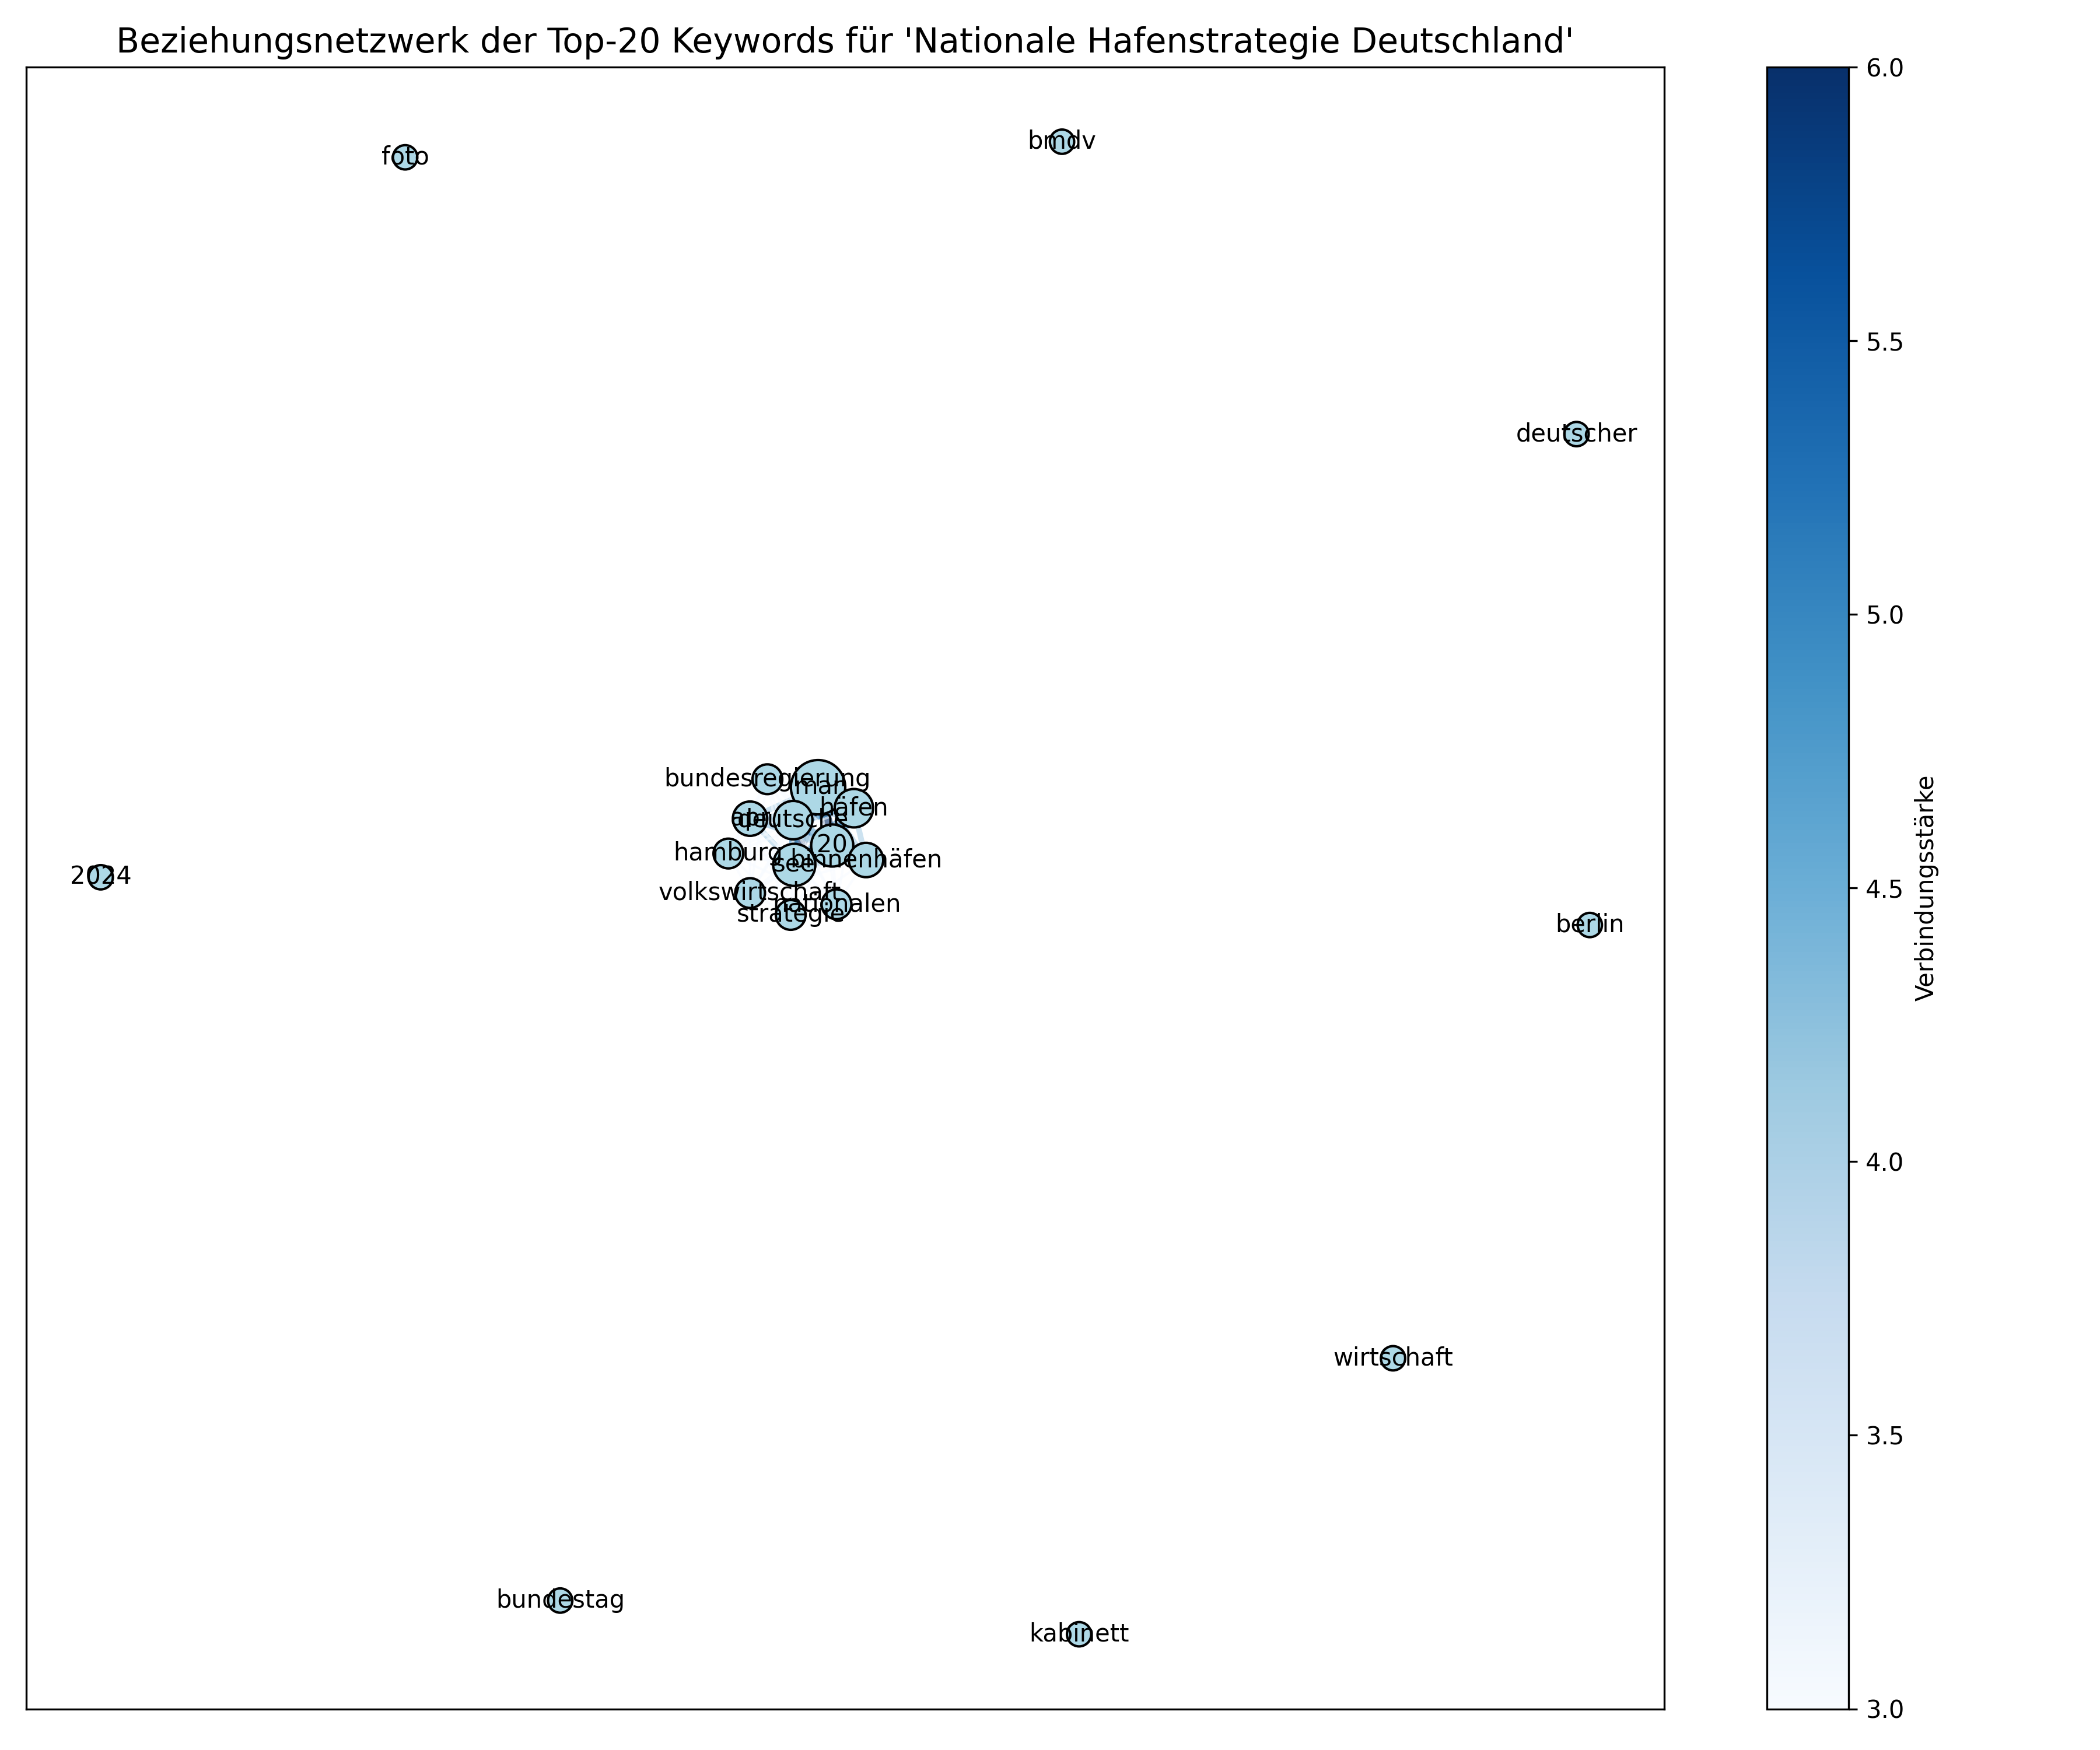 Beziehungsnetzwerk der Top-20 Keywords für 'Nationale Hafenstrategie Deutschland'
foto
bmdv
deutscher
bundesregierung
man
häfen
deutsche
20
hamburg
see
binnenhäfen
2024
volkswirtschaft
nationalen
strategie
berlin
wirtschaft
bundestag
kabinett
6.0
5.5
5.0
4.5
4.0
3.5
3.0
Verbindungsstärke